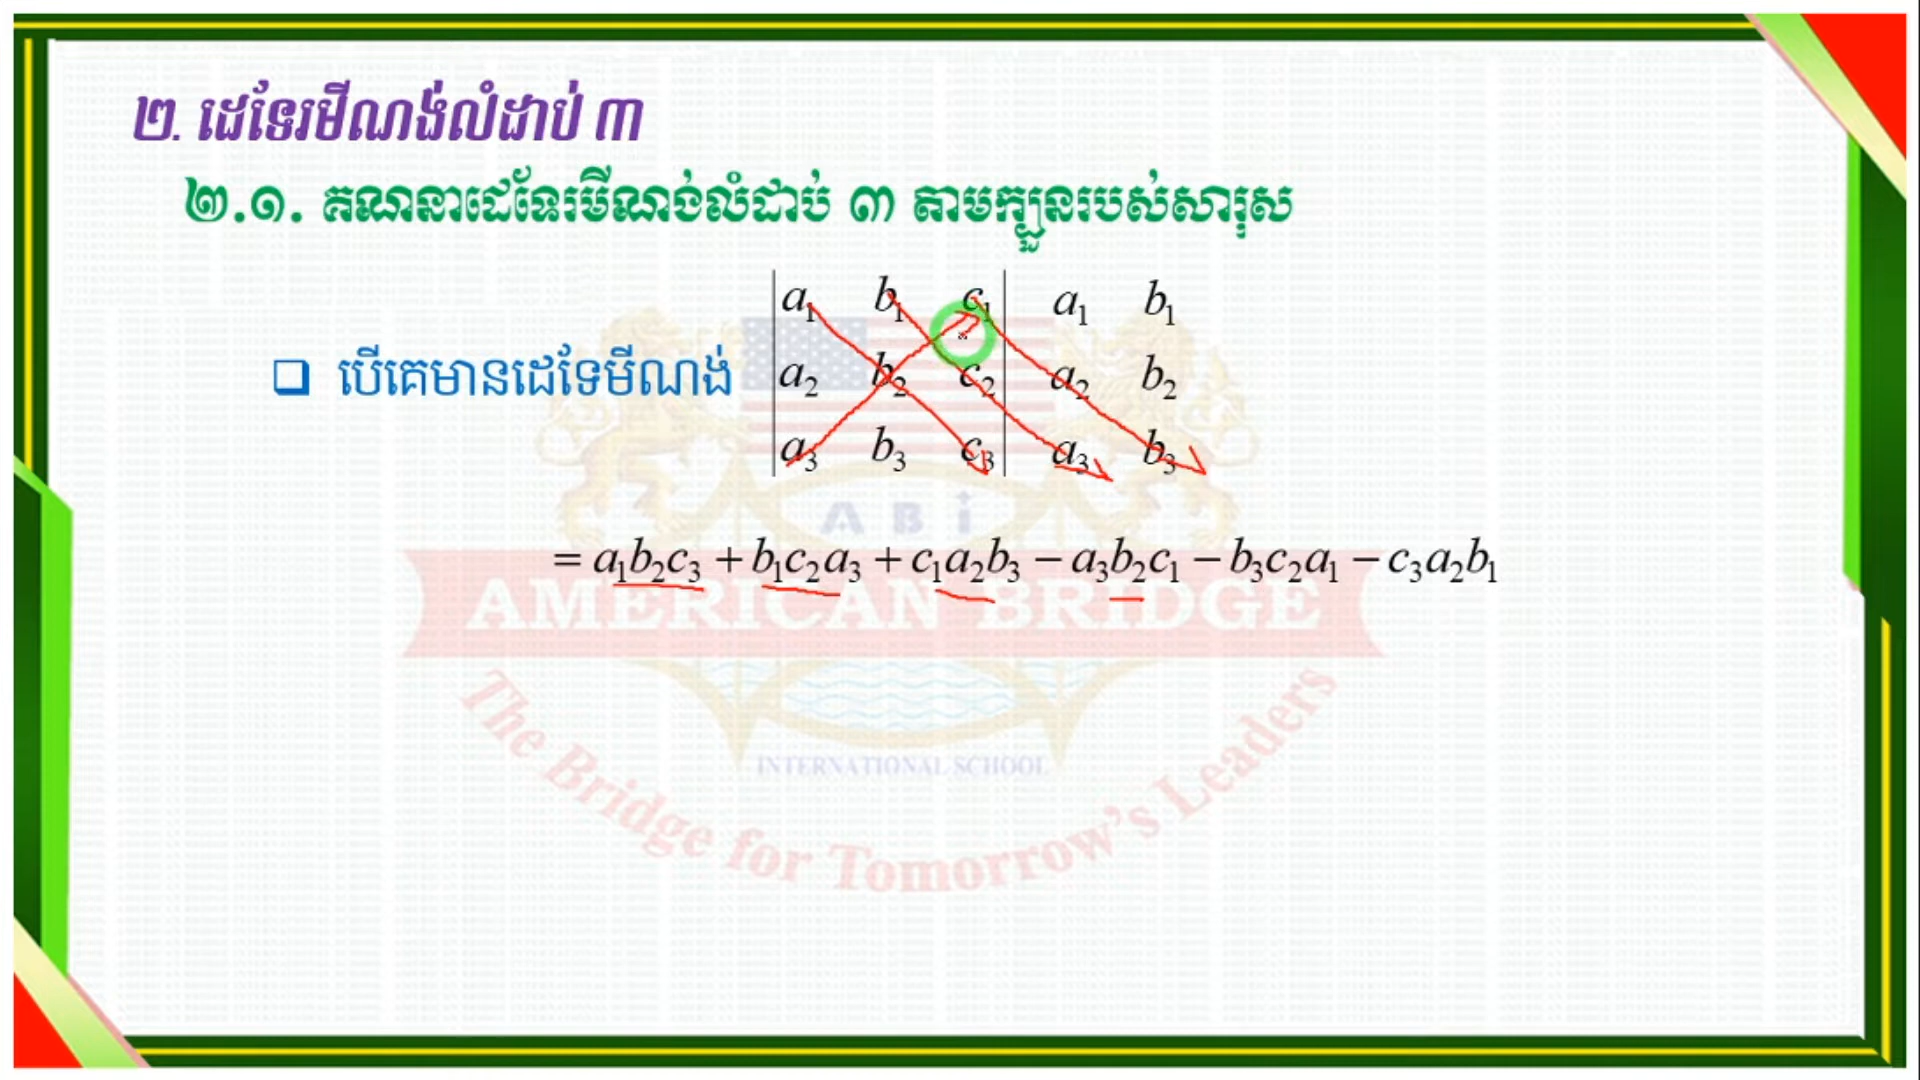 ២. ដេទែរមីណង់លំដាប់ ៣
២.១. គណនាដេទែរមីណង់លំដាប់ ៣ តាមក្បួនរបស់សារុស
a₁ b₁ c₁ a₁ b₁
❑ បើគេមានដេទែមីណង់ a₂ b₂ c₂ a₂ b₂
a₃ b₃ c₃ a₃ b₃
= a₁b₂c₃ + b₁c₂a₃ + c₁a₂b₃ − a₃b₂c₁ − b₃c₂a₁ − c₃a₂b₁
ABi
AMERICAN BRIDGE
INTERNATIONAL SCHOOL
The Bridge for Tomorrow's Leaders